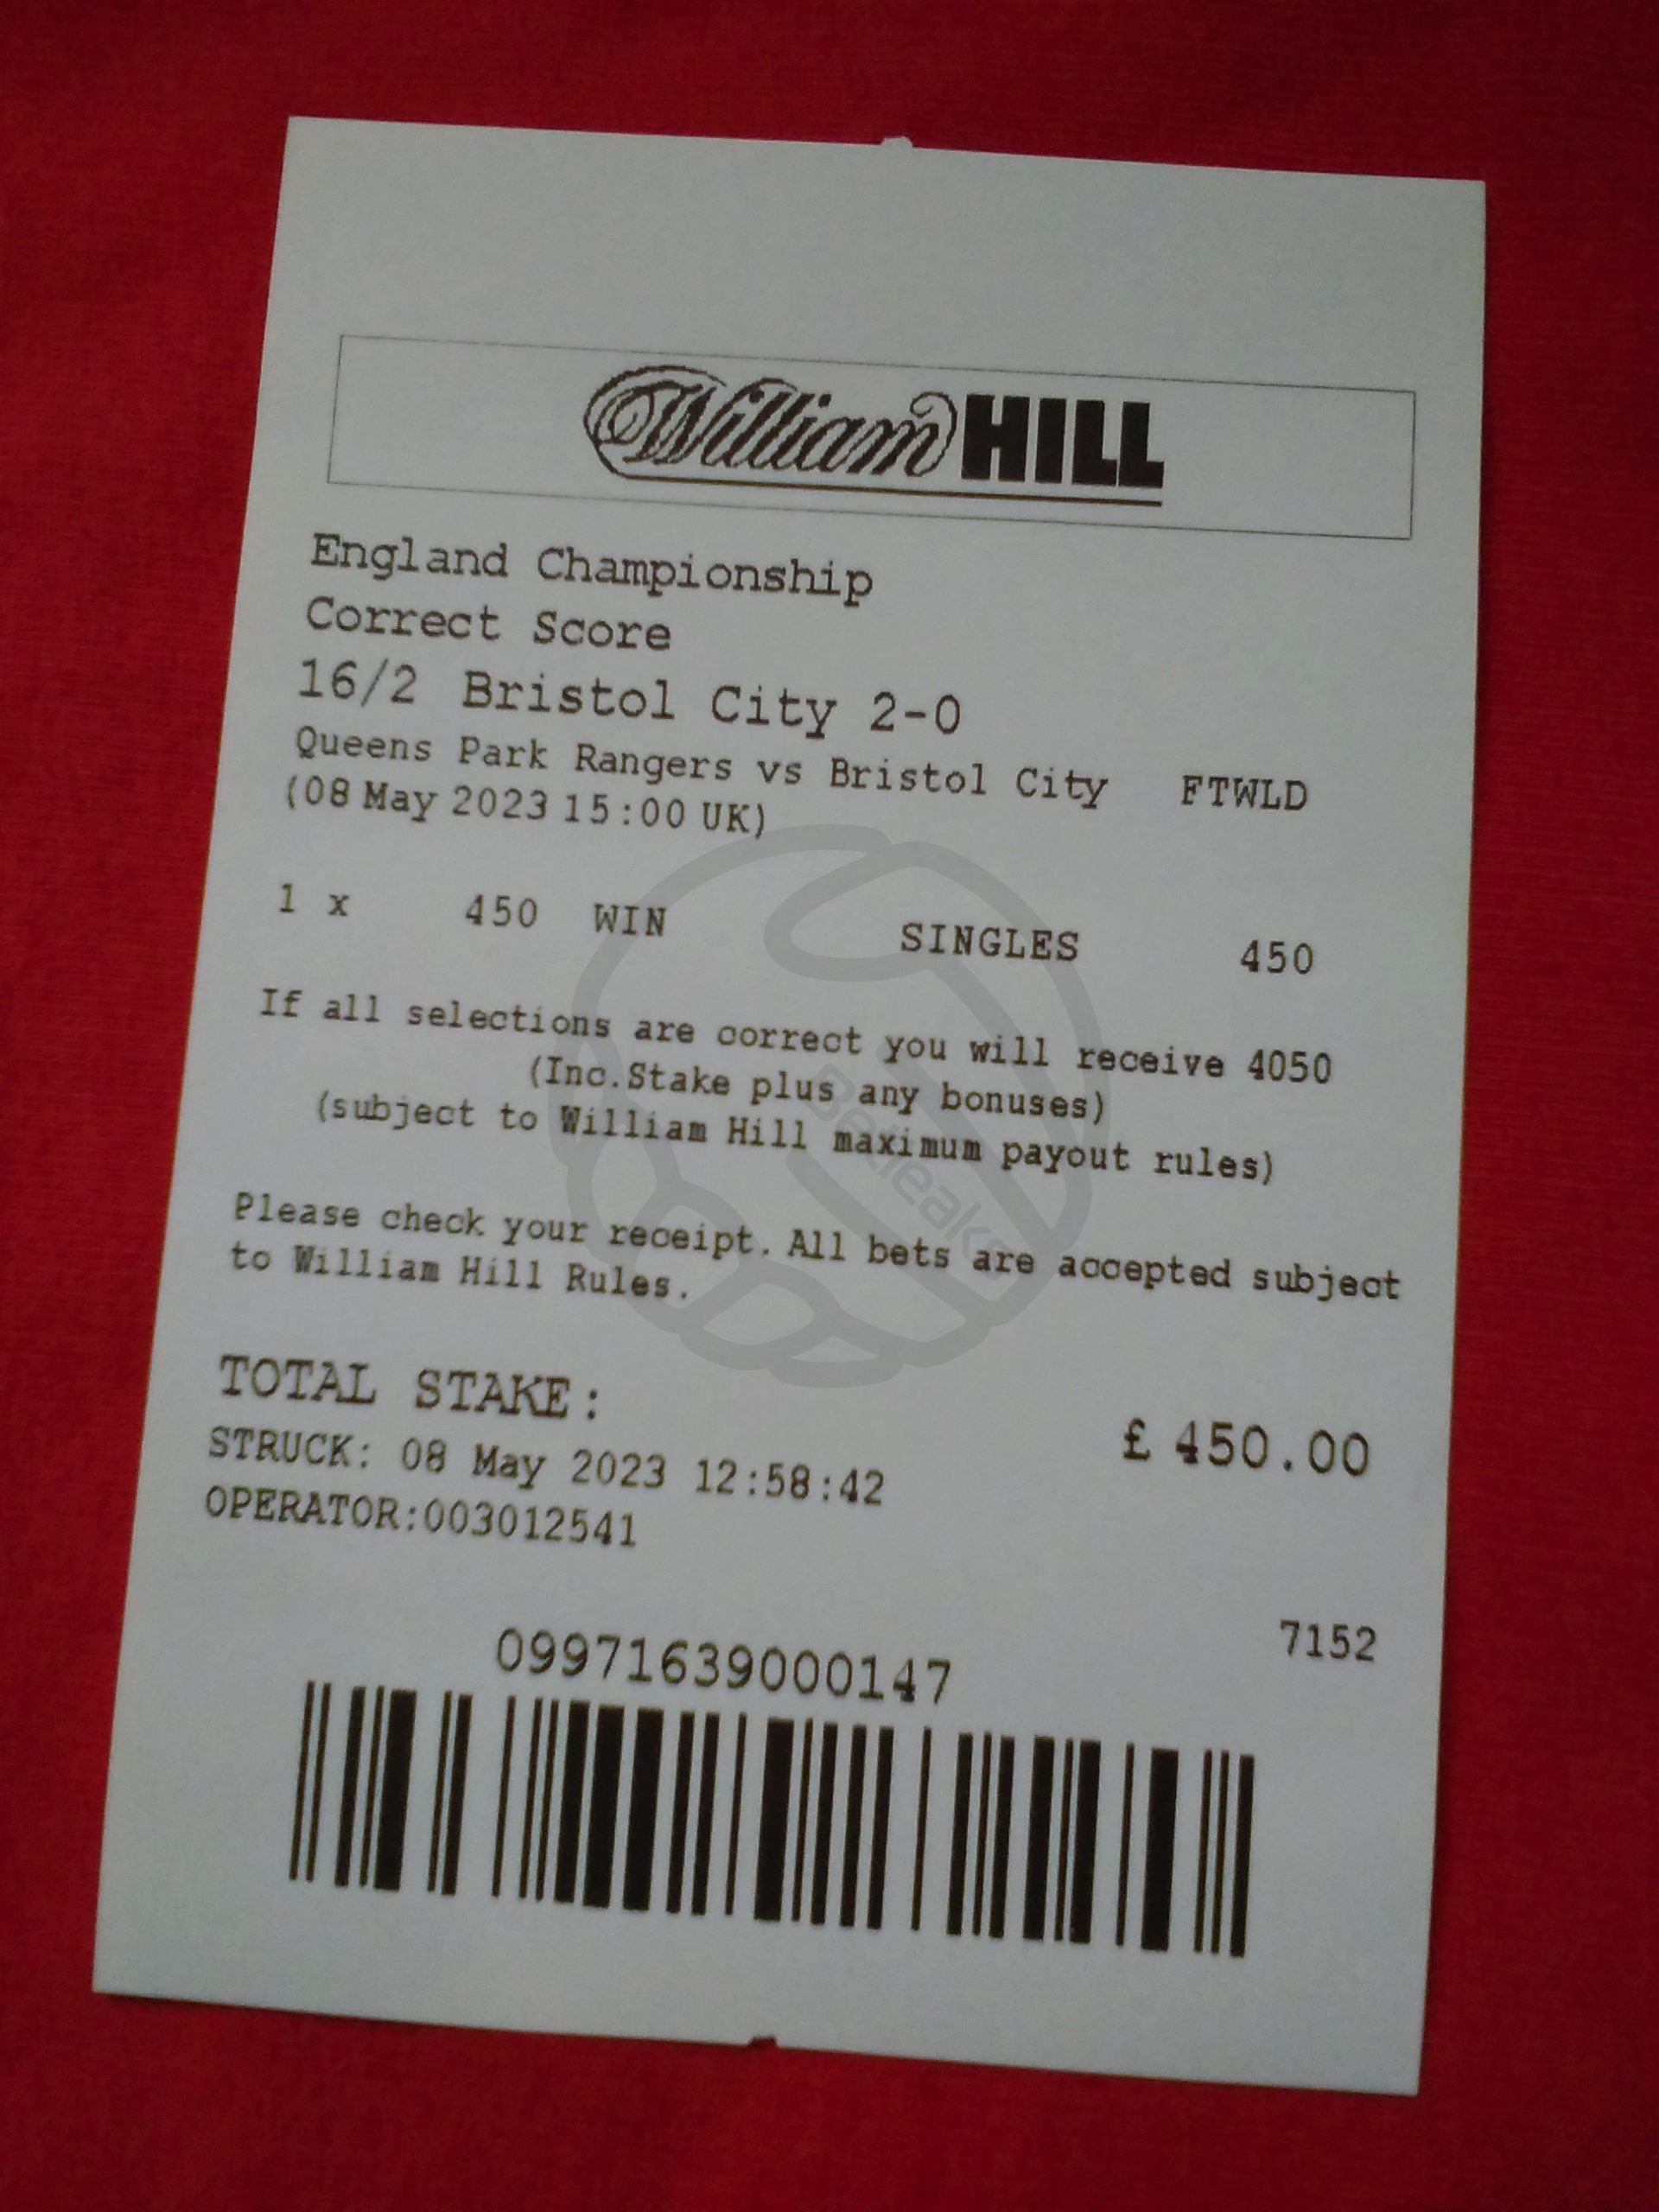 William HILL
England Championship
Correct Score
16/2 Bristol City 2-0
Queens Park Rangers vs Bristol City FTWLD
(08 May 2023 15:00 UK)
1 x 450 WIN SINGLES 450
If all selections are correct you will receive 4050
(Inc.Stake plus any bonuses)
(subject to William Hill maximum payout rules)
Please check your receipt. All bets are accepted subject
to William Hill Rules.
TOTAL STAKE: £ 450.00
STRUCK: 08 May 2023 12:58:42
OPERATOR:003012541
7152
09971639000147
Betleaks